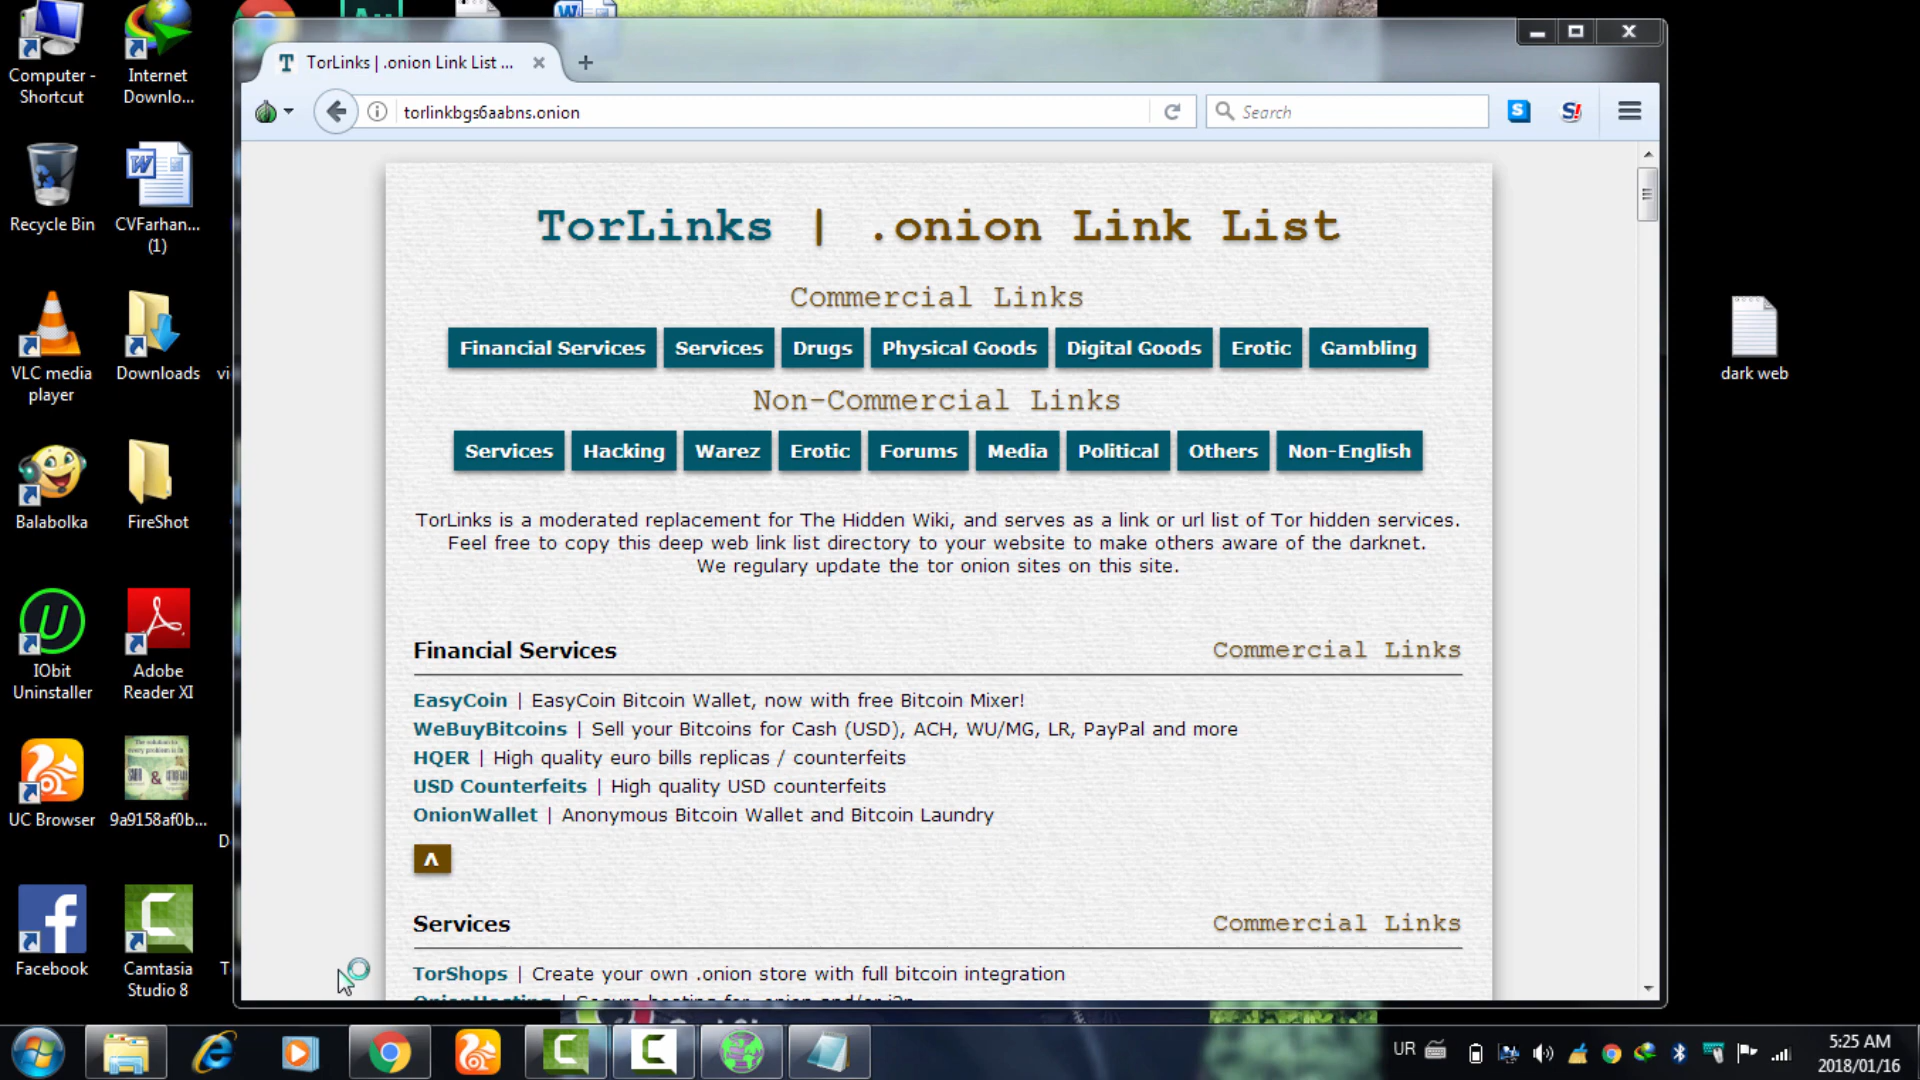 Computer -
Shortcut
Internet
Downlo...
Recycle Bin
CVFarhan...
(1)
VLC media
player
Downloads
vi
Balabolka
FireShot
IObit
Uninstaller
Adobe
Reader XI
UC Browser
9a9158af0b...
D
Facebook
Camtasia
Studio 8
T
dark web
TorLinks | .onion Link List ...
torlinkbgs6aabns.onion
Search
TorLinks | .onion Link List
Commercial Links
Financial Services Services Drugs Physical Goods Digital Goods Erotic Gambling
Non-Commercial Links
Services Hacking Warez Erotic Forums Media Political Others Non-English
TorLinks is a moderated replacement for The Hidden Wiki, and serves as a link or url list of Tor hidden services.
Feel free to copy this deep web link list directory to your website to make others aware of the darknet.
We regulary update the tor onion sites on this site.
Financial Services Commercial Links
EasyCoin | EasyCoin Bitcoin Wallet, now with free Bitcoin Mixer!
WeBuyBitcoins | Sell your Bitcoins for Cash (USD), ACH, WU/MG, LR, PayPal and more
HQER | High quality euro bills replicas / counterfeits
USD Counterfeits | High quality USD counterfeits
OnionWallet | Anonymous Bitcoin Wallet and Bitcoin Laundry
Λ
Services Commercial Links
TorShops | Create your own .onion store with full bitcoin integration
UR
5:25 AM
2018/01/16